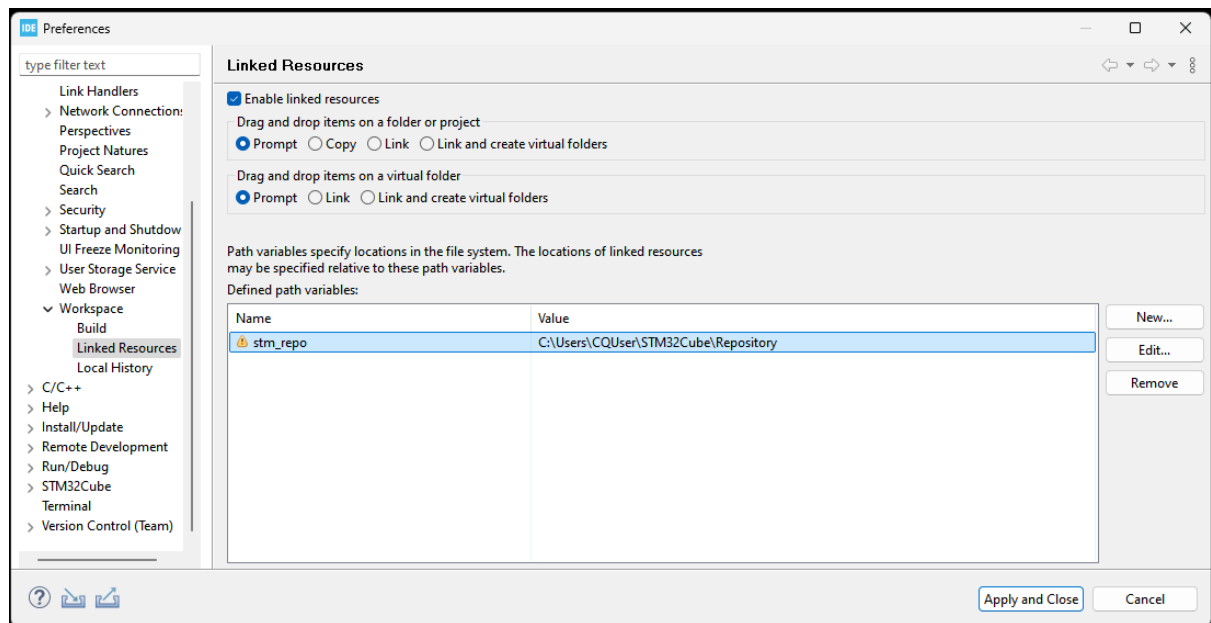 IDE Preferences
type filter text
Link Handlers
Network Connections
Perspectives
Project Natures
Quick Search
Search
Security
Startup and Shutdow
UI Freeze Monitoring
User Storage Service
Web Browser
Workspace
Build
Linked Resources
Local History
C/C++
Help
Install/Update
Remote Development
Run/Debug
STM32Cube
Terminal
Version Control (Team)
Linked Resources
Enable linked resources
Drag and drop items on a folder or project
Prompt Copy Link Link and create virtual folders
Drag and drop items on a virtual folder
Prompt Link Link and create virtual folders
Path variables specify locations in the file system. The locations of linked resources
may be specified relative to these path variables.
Defined path variables:
Name Value
stm_repo C:\Users\CQUser\STM32Cube\Repository
New...
Edit...
Remove
Apply and Close Cancel